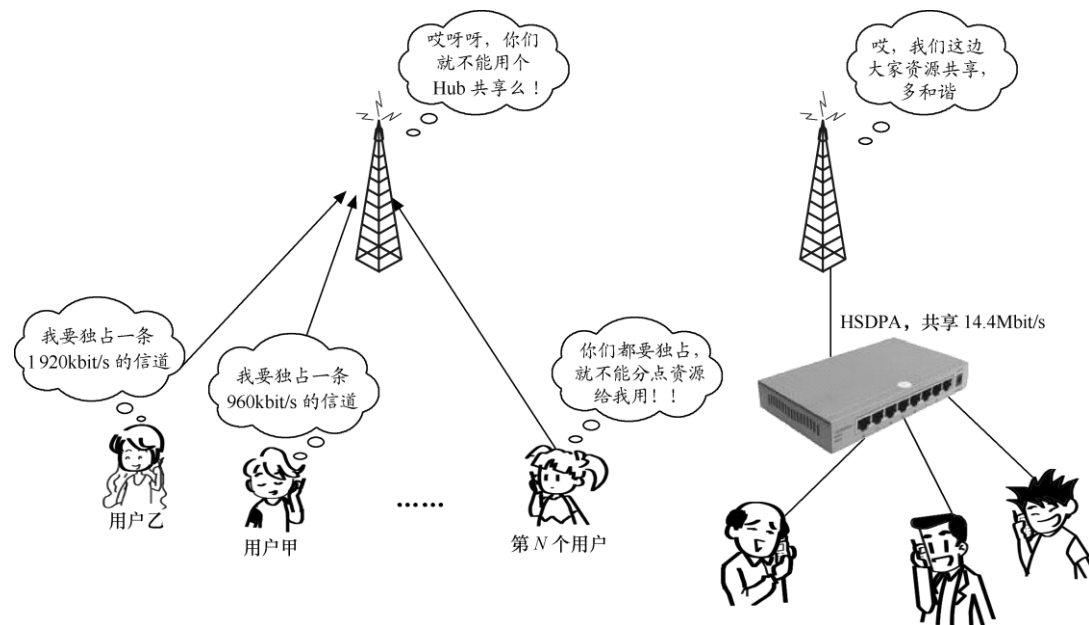 哎呀呀，你们
就不能用个
Hub 共享么！
哎，我们这边
大家资源共享，
多和谐
我要独占一条
1 920kbit/s 的信道
我要独占一条
960kbit/s 的信道
你们都要独占，
就不能分点资源
给我用！！
HSDPA，共享 14.4Mbit/s
用户乙
用户甲
……
第 N 个用户